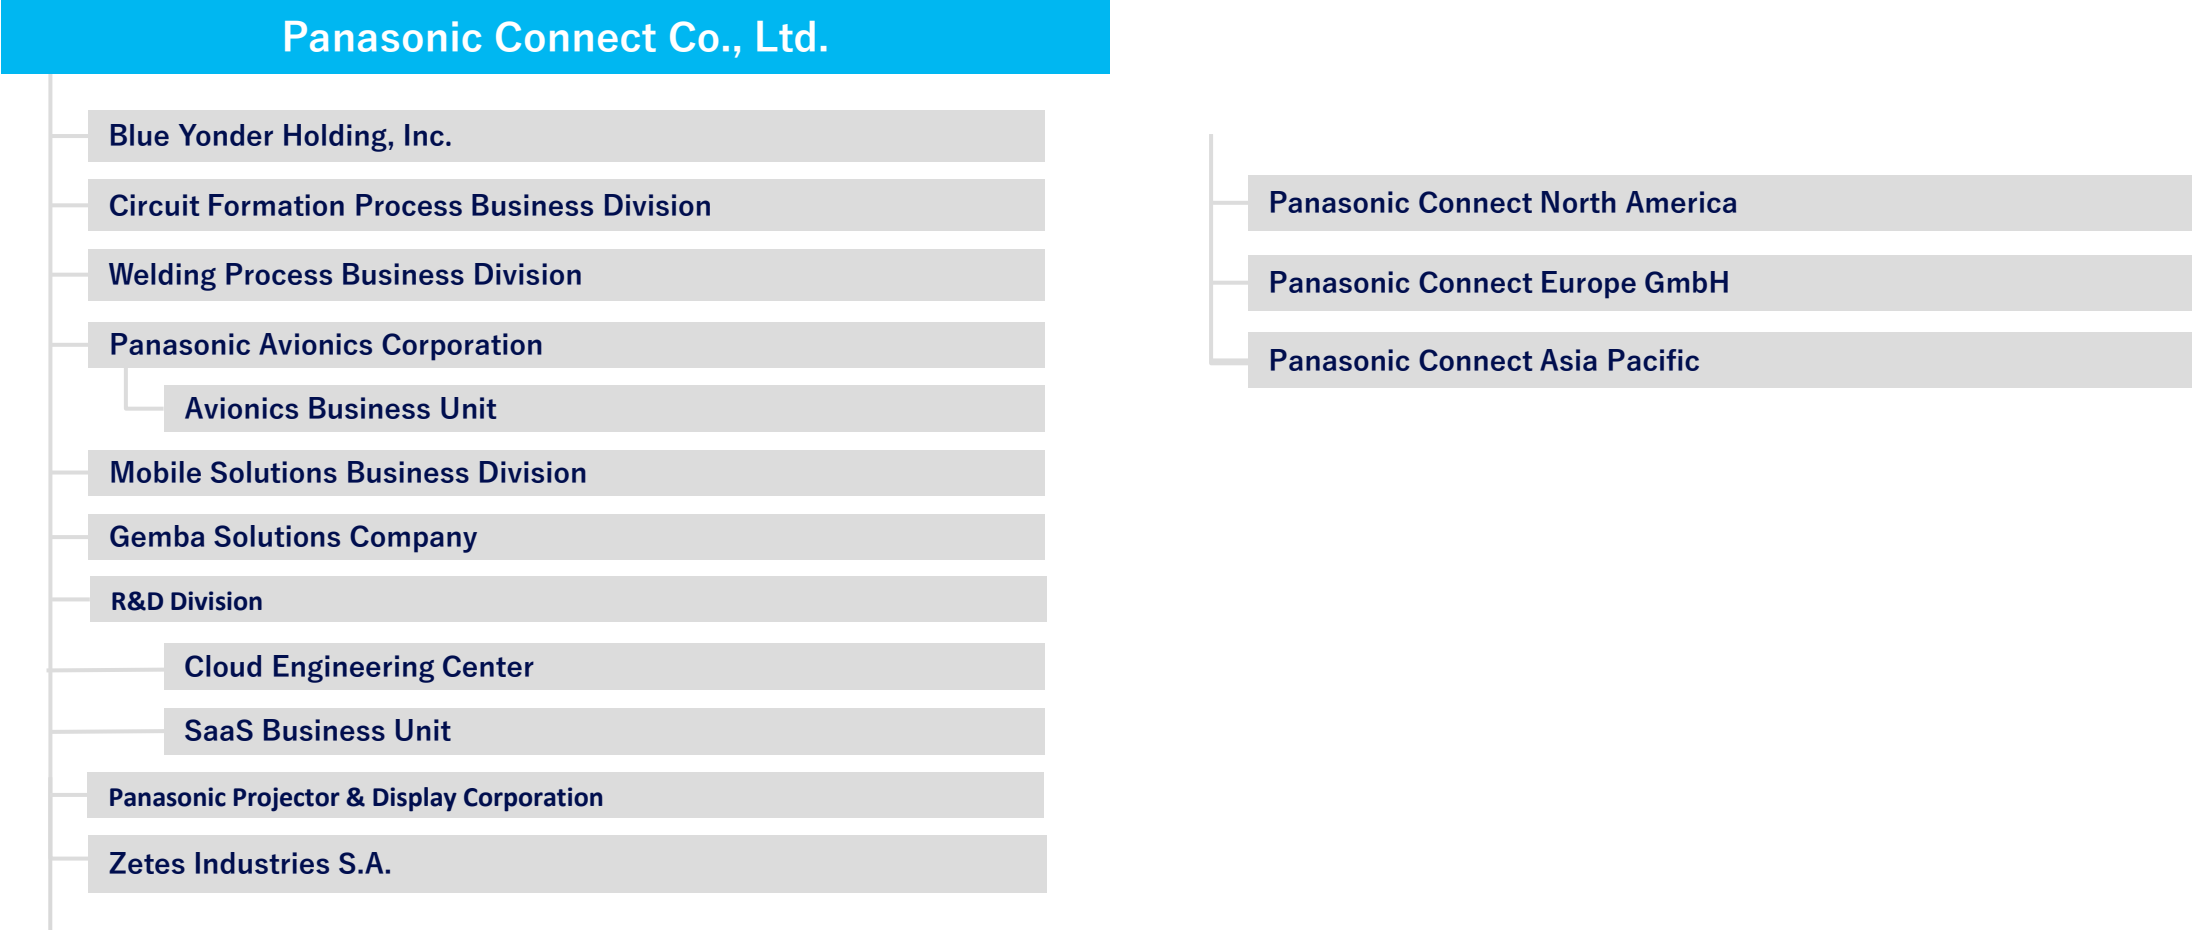 Panasonic Connect Co., Ltd.
Blue Yonder Holding, Inc.
Circuit Formation Process Business Division
Welding Process Business Division
Panasonic Avionics Corporation
Avionics Business Unit
Mobile Solutions Business Division
Gemba Solutions Company
R&D Division
Cloud Engineering Center
SaaS Business Unit
Panasonic Projector & Display Corporation
Zetes Industries S.A.
Panasonic Connect North America
Panasonic Connect Europe GmbH
Panasonic Connect Asia Pacific